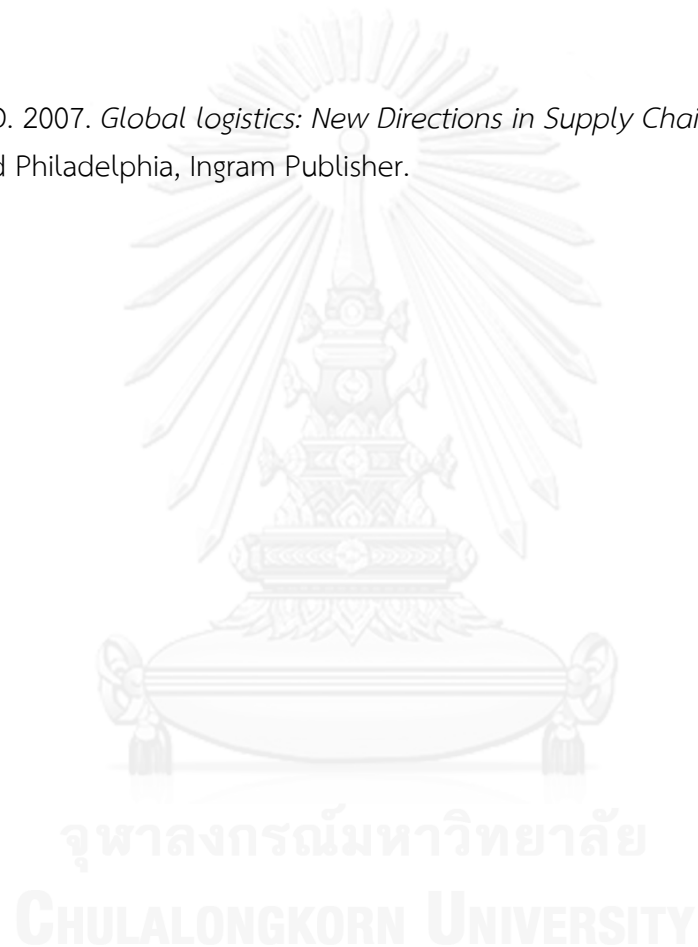 D. 2007. Global logistics: New Directions in Supply Chai
d Philadelphia, Ingram Publisher.
จุฬาลงกรณ์มหาวิทยาลัย
CHULALONGKORN UNIVERSITY